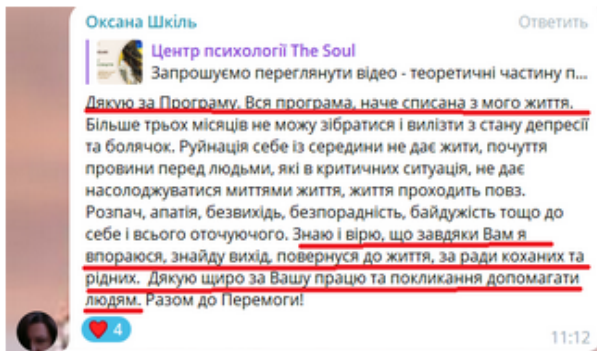 Оксана Шкіль
Ответить
Центр психології The Soul
Запрошуємо переглянути відео - теоретичні частину п...
Дякую за Програму. Вся програма, наче списана з мого життя.
Більше трьох місяців не можу зібратися і вилізти з стану депресії
та болячок. Руйнація себе із середини не дає жити, почуття
провини перед людьми, які в критичних ситуація, не дає
насолоджуватися миттями життя, життя проходить повз.
Розпач, апатія, безвихідь, безпорадність, байдужість тощо до
себе і всього оточуючого. Знаю і вірю, що завдяки Вам я
впораюся, знайду вихід, повернуся до життя, за ради коханих та
рідних. Дякую щиро за Вашу працю та покликання допомагати
людям. Разом до Перемоги!
4
11:12